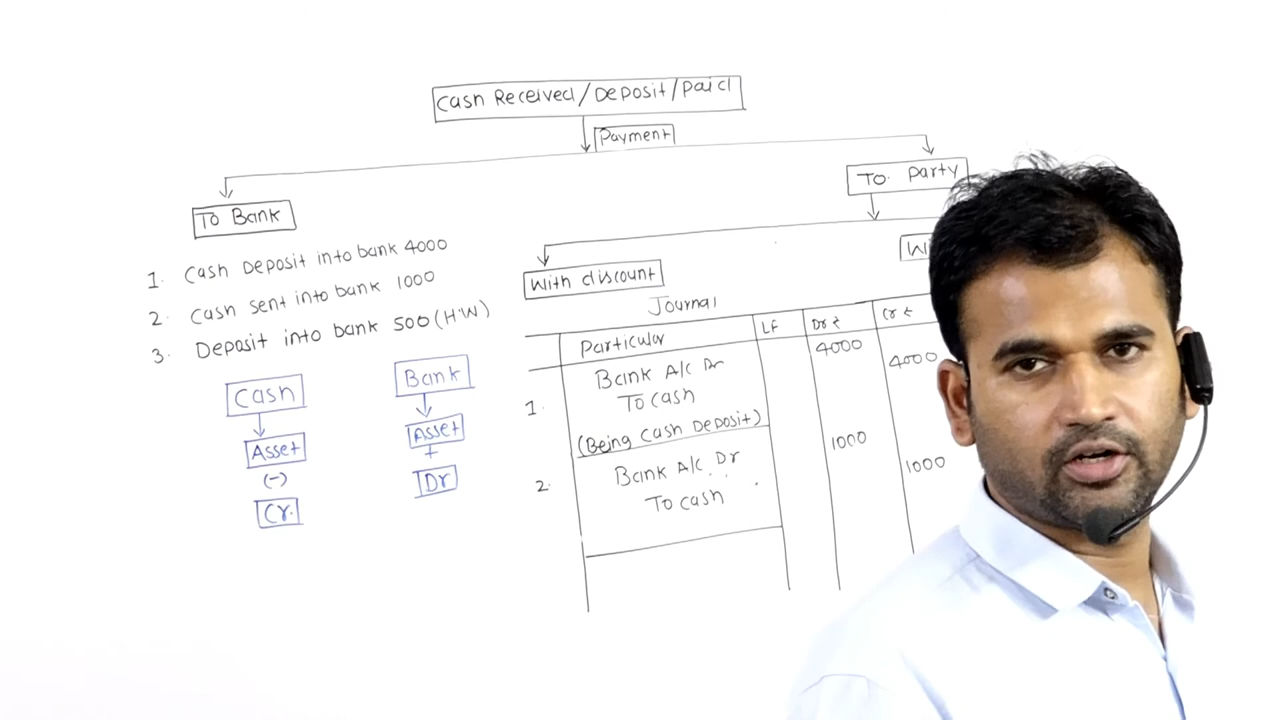 Cash Received/Deposit/paid
Payment
To Bank
To party
1. Cash Deposit into bank 4000
2. Cash sent into bank 1000
3. Deposit into bank 500 (H.W)
With discount
Journal
Particular LF Dr ₹ Cr ₹
1. Bank A/c Dr 4000
To cash 4000
(Being Cash Deposit)
2. Bank A/c Dr 1000
To cash 1000
Cash
Asset
(-)
Cr.
Bank
Asset
+
Dr